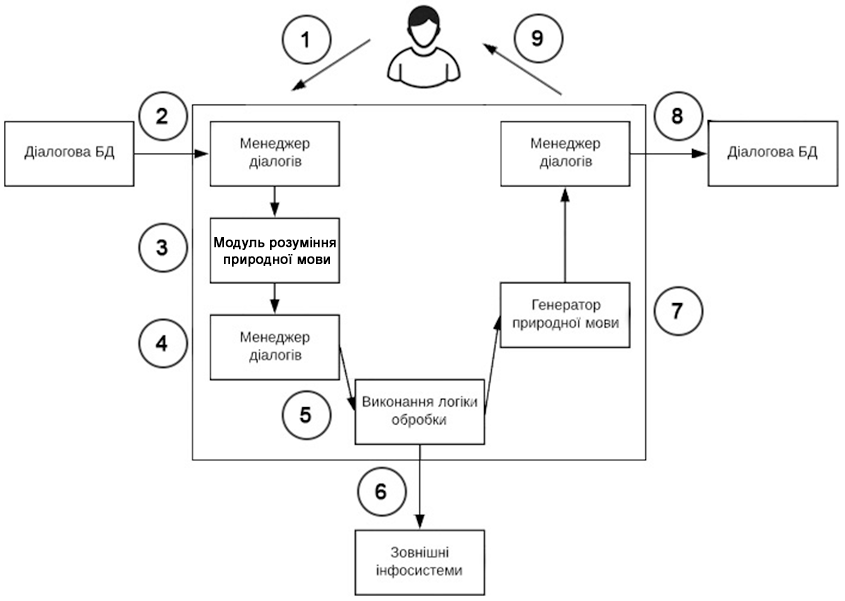 1
9
2
8
Діалогова БД
Менеджер
діалогів
Менеджер
діалогів
Діалогова БД
3
Модуль розуміння
природної мови
7
Генератор
природної мови
4
Менеджер
діалогів
5
Виконання логіки
обробки
6
Зовнішні
інфосистеми